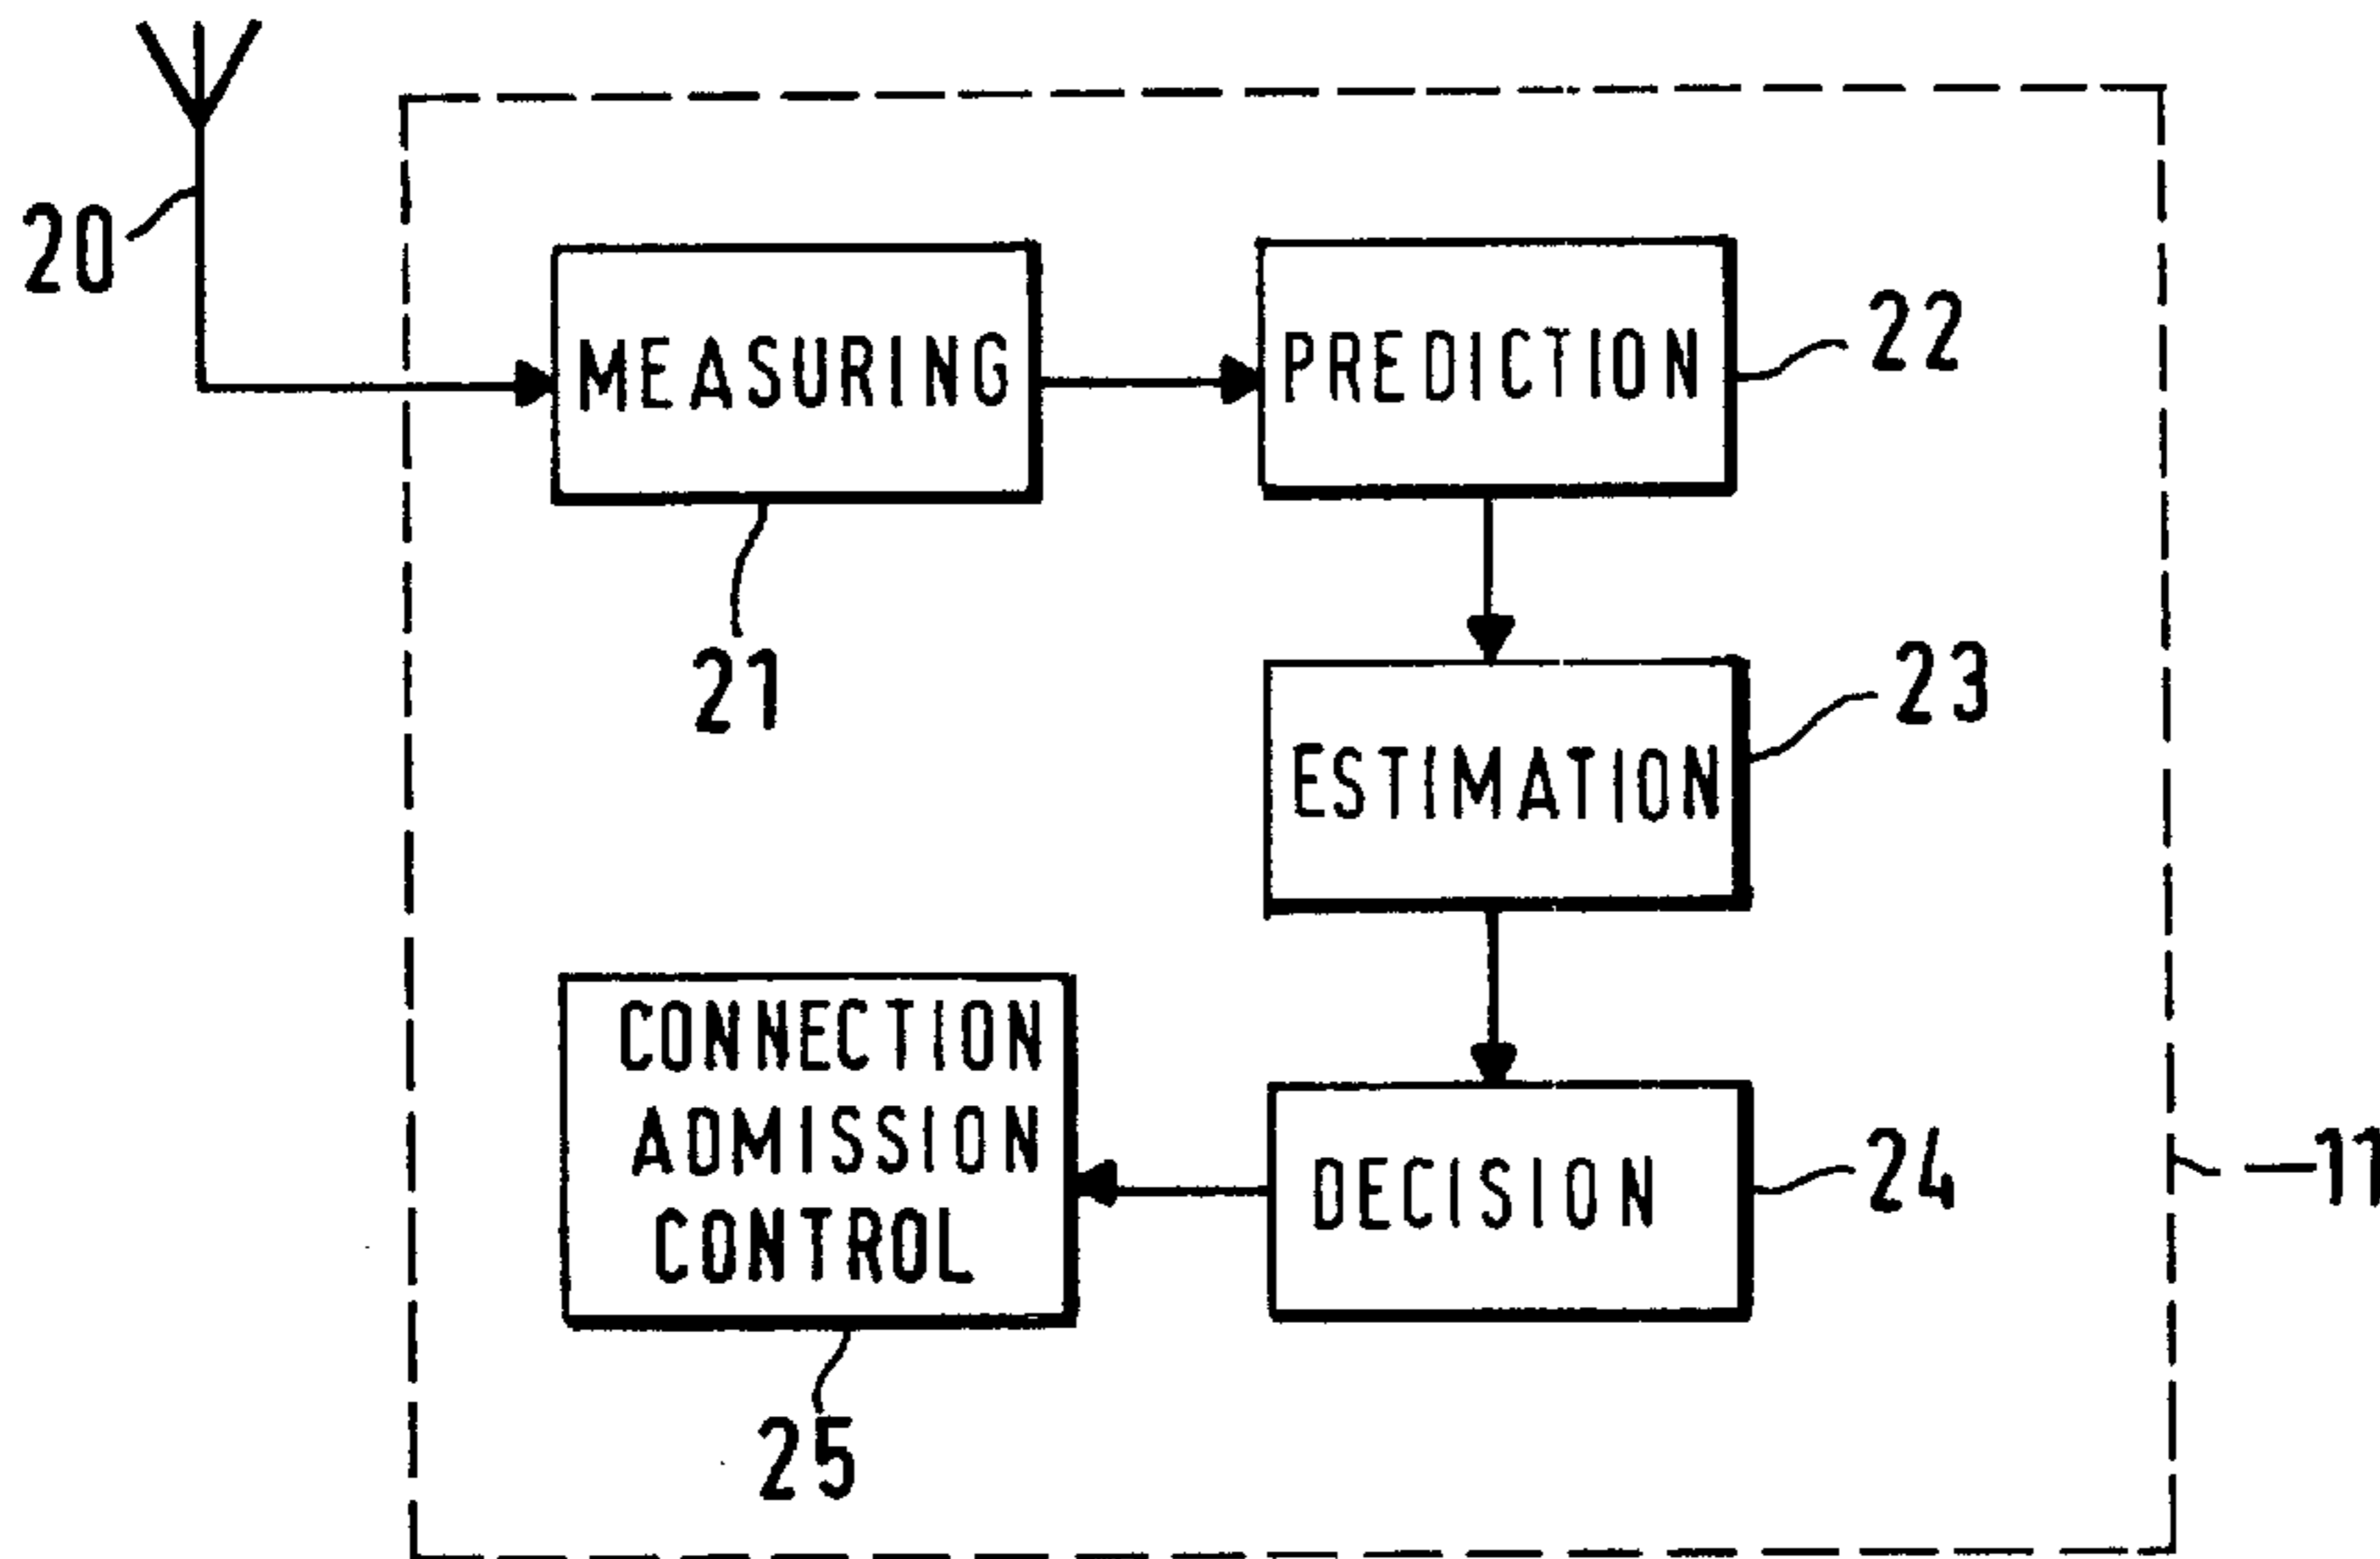 20
MEASURING
21
PREDICTION
22
ESTIMATION
23
DECISION
24
CONNECTION
ADMISSION
CONTROL
25
11